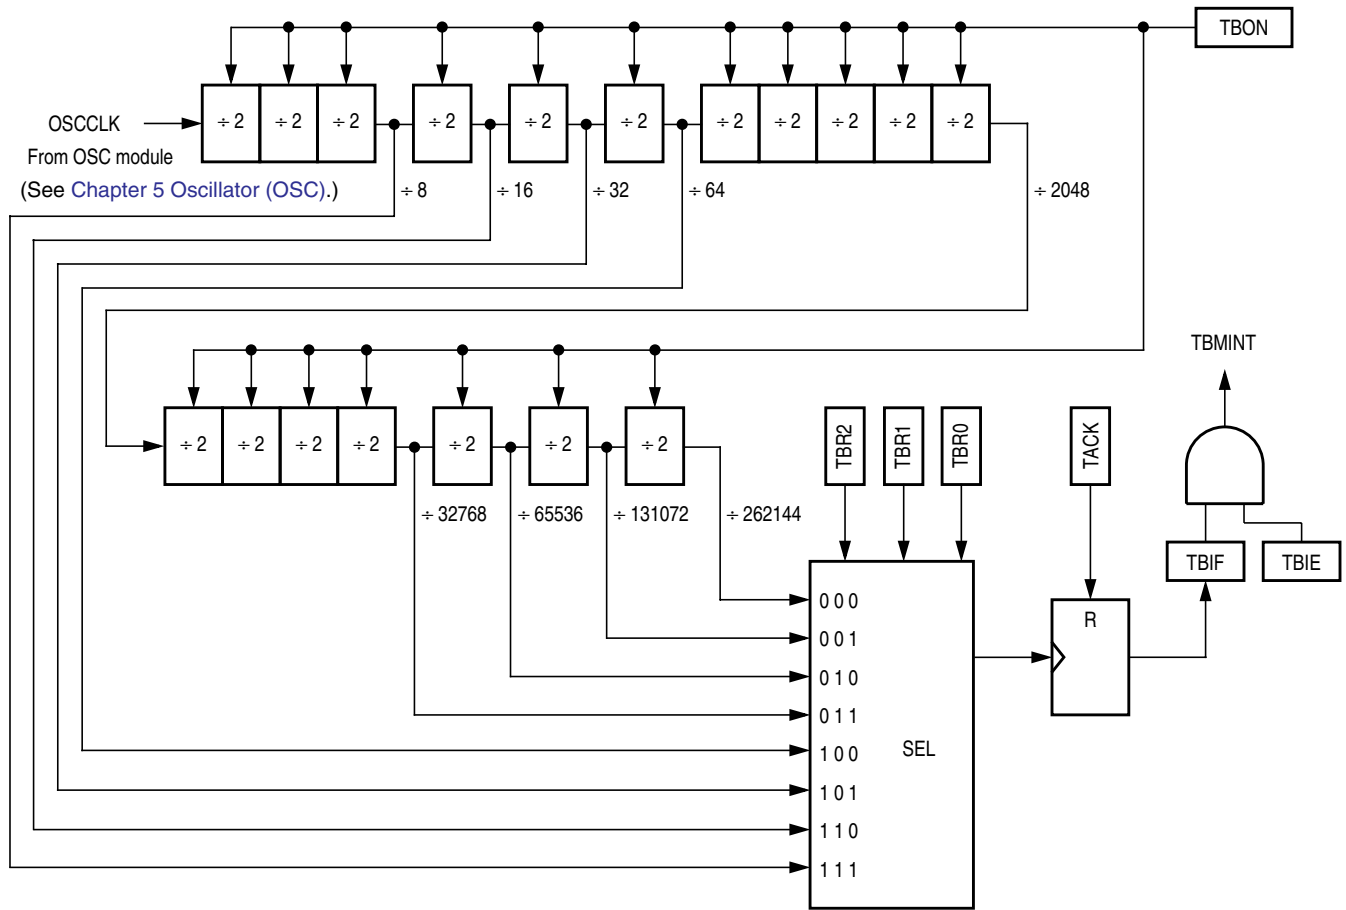 TBON
÷ 2 ÷ 2 ÷ 2 ÷ 2 ÷ 2 ÷ 2 ÷ 2 ÷ 2 ÷ 2 ÷ 2 ÷ 2
OSCCLK
From OSC module
(See Chapter 5 Oscillator (OSC).)
÷ 8
÷ 16
÷ 32
÷ 64
÷ 2048
TBMINT
÷ 2 ÷ 2 ÷ 2 ÷ 2 ÷ 2 ÷ 2 ÷ 2
TBR2
TBR1
TBR0
TACK
÷ 32768
÷ 65536
÷ 131072
÷ 262144
TBIF
TBIE
0 0 0
0 0 1
0 1 0
0 1 1
1 0 0
1 0 1
1 1 0
1 1 1
SEL
R